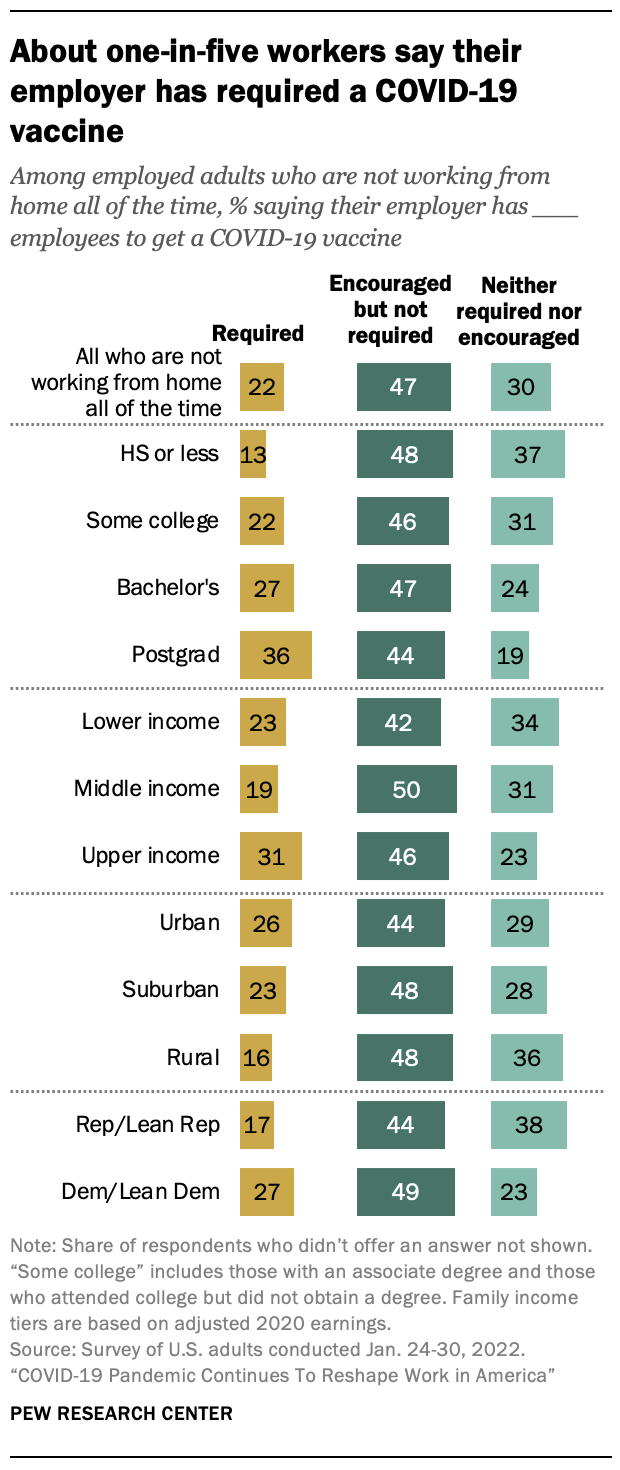 About one-in-five workers say their
employer has required a COVID-19
vaccine
Among employed adults who are not working from
home all of the time, % saying their employer has ___
employees to get a COVID-19 vaccine
Required
Encouraged
but not
required
Neither
required nor
encouraged
All who are not
working from home
all of the time
22 47 30
HS or less 13 48 37
Some college 22 46 31
Bachelor's 27 47 24
Postgrad 36 44 19
Lower income 23 42 34
Middle income 19 50 31
Upper income 31 46 23
Urban 26 44 29
Suburban 23 48 28
Rural 16 48 36
Rep/Lean Rep 17 44 38
Dem/Lean Dem 27 49 23
Note: Share of respondents who didn’t offer an answer not shown.
“Some college” includes those with an associate degree and those
who attended college but did not obtain a degree. Family income
tiers are based on adjusted 2020 earnings.
Source: Survey of U.S. adults conducted Jan. 24-30, 2022.
“COVID-19 Pandemic Continues To Reshape Work in America”
PEW RESEARCH CENTER